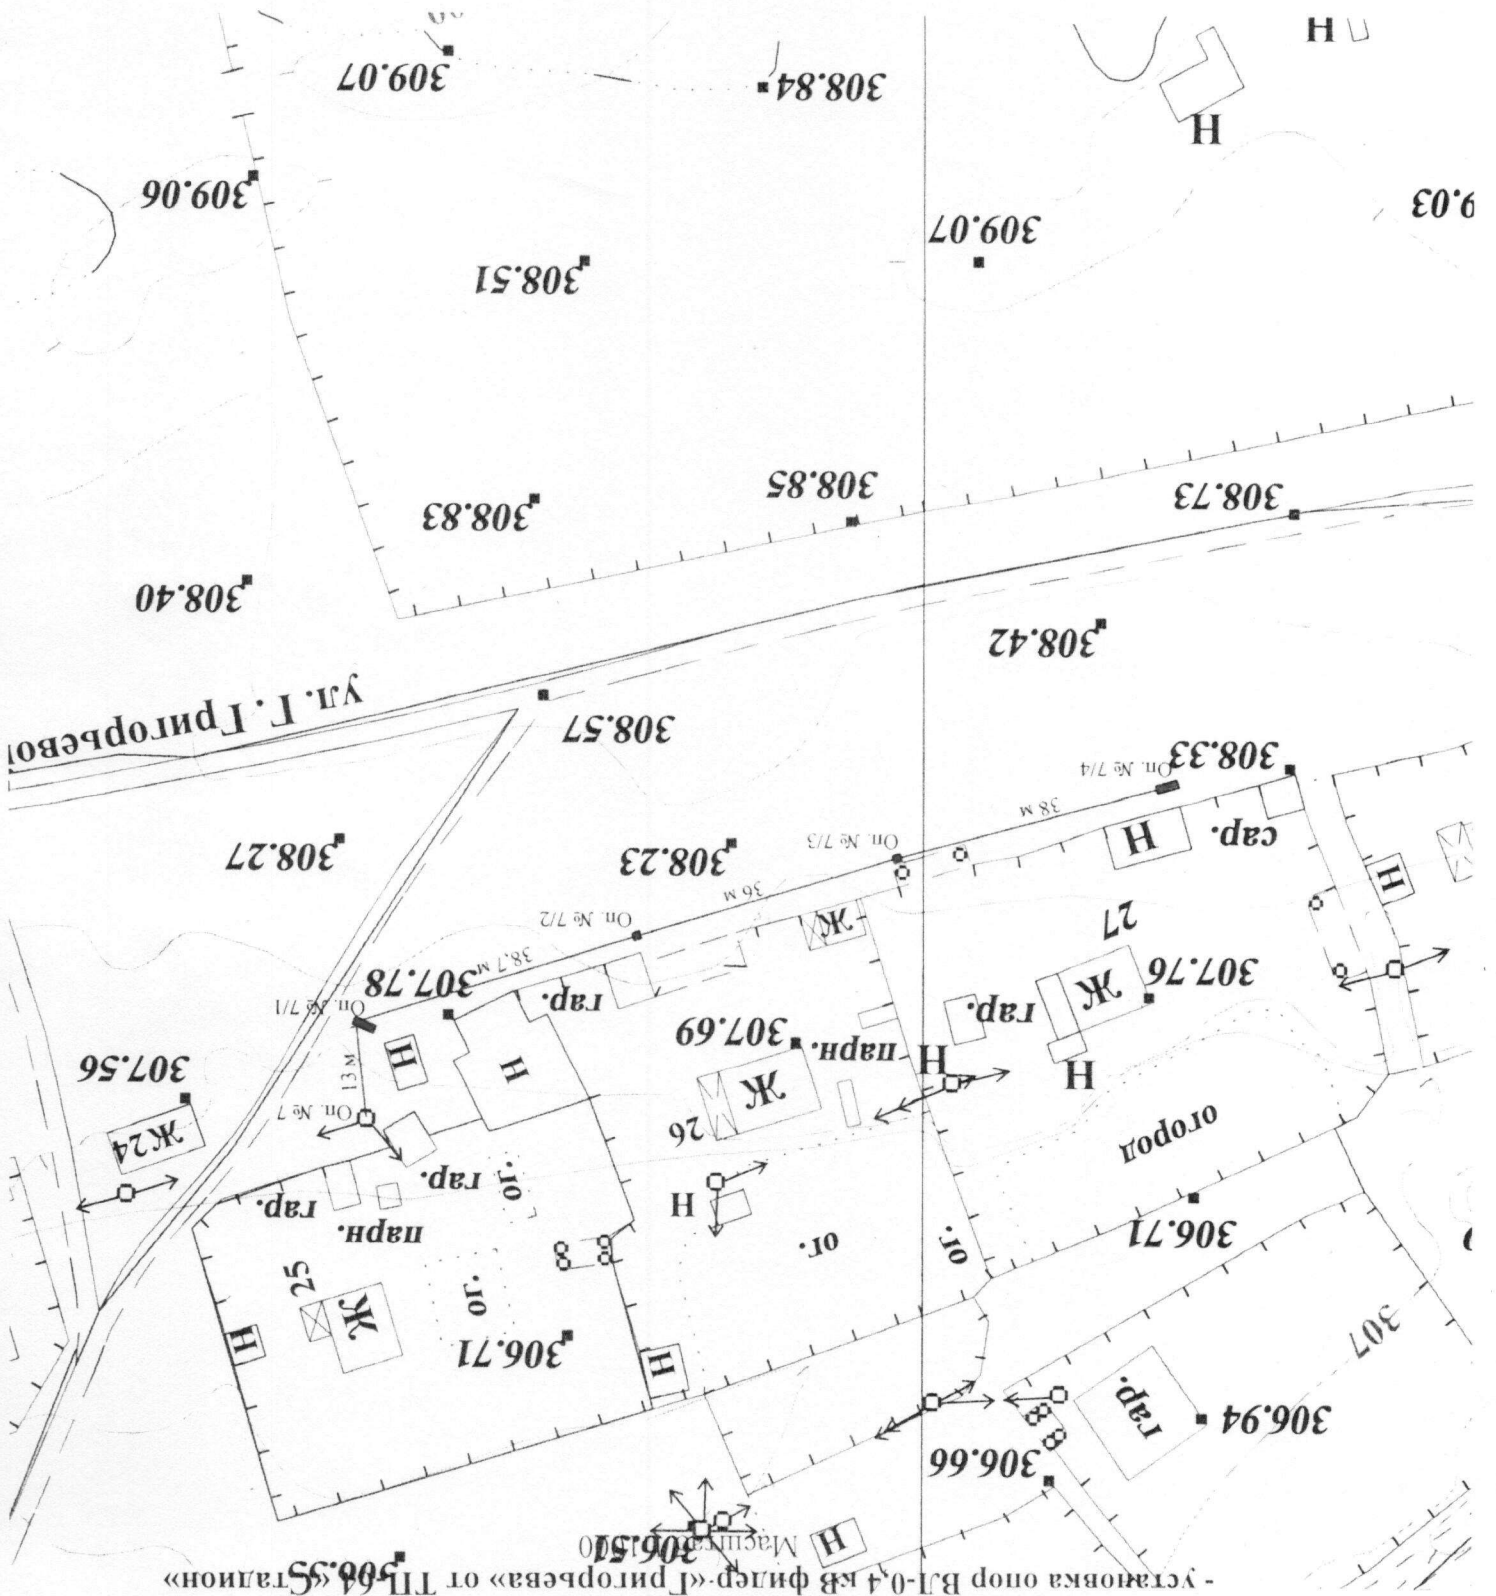 - установка опор ВЛ-0,4 кВ фидер «Григорьева» от ТП-64 «Стадион»
306.51
Н
306.66
306.94
гар.
307
Н
306.71
ог.
Ж
25
Н
306.71
ог.
ог.
Н
парн.
гар.
гар.
ог.
огород
26
Ж24
Оп. № 7
13 м
307.56
Н
Н
Ж
парн.
307.69
Н
гар.
Н
Ж
307.76
27
Н
Н
Оп. № 7/1
307.78
гар.
38.7 м
Оп. № 7/2
Ж
36 м
308.23
308.27
Оп. № 7/3
38 м
Н
сар.
Оп. № 7/4
308.33
308.57
ул. Г. Григорьево
308.42
308.40
308.83
308.85
308.73
308.51
309.07
9.03
309.06
Н
309.07
308.84
Н